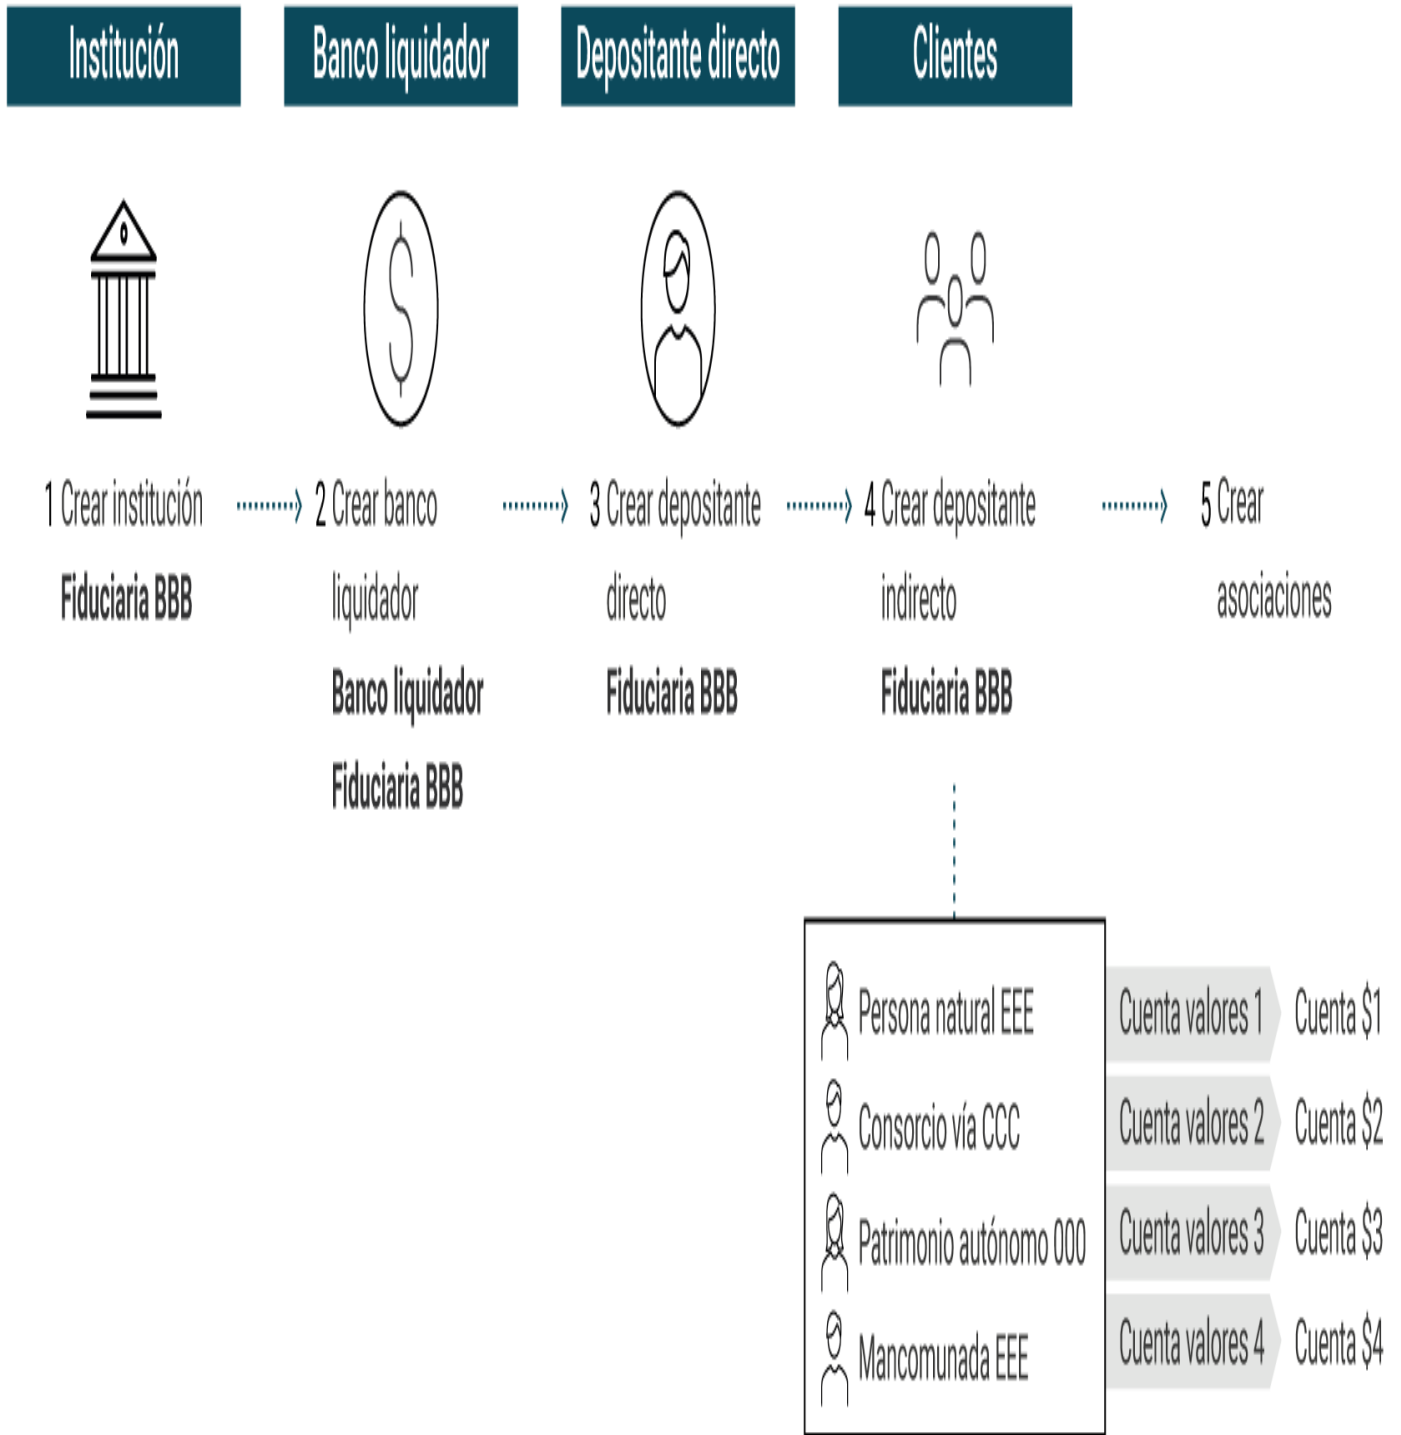 Institución
Banco liquidador
Depositante directo
Clientes
1 Crear institución
Fiduciaria BBB
2 Crear banco
liquidador
Banco liquidador
Fiduciaria BBB
3 Crear depositante
directo
Fiduciaria BBB
4 Crear depositante
indirecto
Fiduciaria BBB
5 Crear
asociaciones
Persona natural EEE
Cuenta valores 1
Cuenta $1
Consorcio vía CCC
Cuenta valores 2
Cuenta $2
Patrimonio autónomo 000
Cuenta valores 3
Cuenta $3
Mancomunada EEE
Cuenta valores 4
Cuenta $4